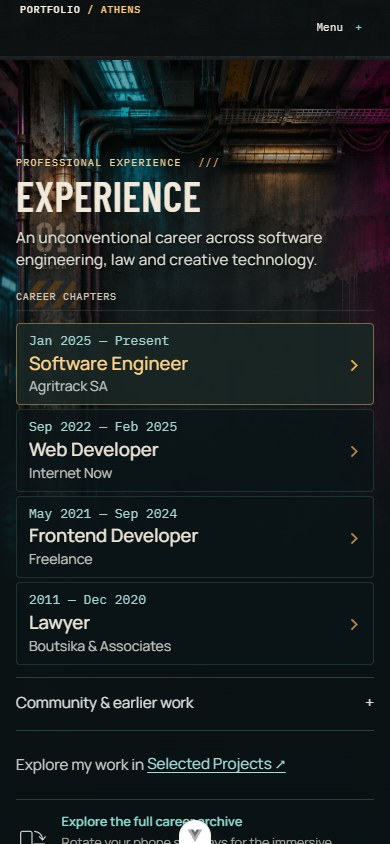 PORTFOLIO / ATHENS
Menu +
PROFESSIONAL EXPERIENCE ///
EXPERIENCE
01
An unconventional career across software
engineering, law and creative technology.
CAREER CHAPTERS
Jan 2025 — Present
Software Engineer
Agritrack SA
Sep 2022 — Feb 2025
Web Developer
Internet Now
May 2021 — Sep 2024
Frontend Developer
Freelance
2011 — Dec 2020
Lawyer
Boutsika & Associates
Community & earlier work +
Explore my work in Selected Projects ↗
Explore the full career archive
Rotate your phone for the immersive